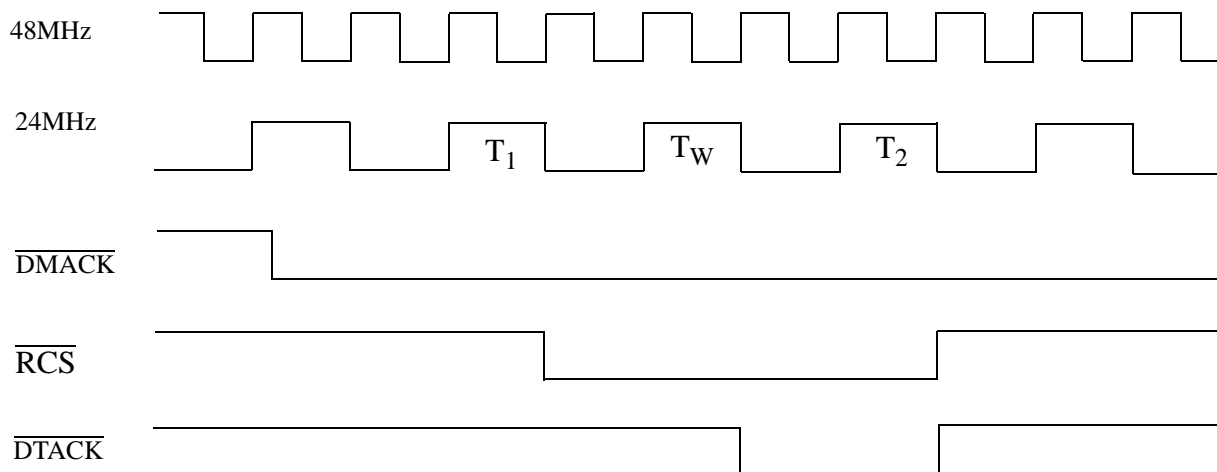 48MHz
24MHz
T1 TW T2
DMACK
RCS
DTACK